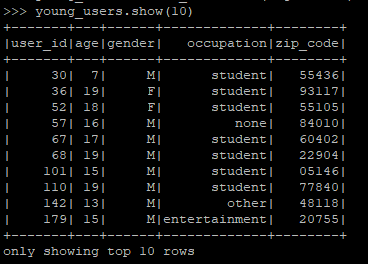 >>> young_users.show(10)
+-------+---+------+-------------+--------+
|user_id|age|gender|   occupation|zip_code|
+-------+---+------+-------------+--------+
|     30|  7|     M|      student|   55436|
|     36| 19|     F|      student|   93117|
|     52| 18|     F|      student|   55105|
|     57| 16|     M|         none|   84010|
|     67| 17|     M|      student|   60402|
|     68| 19|     M|      student|   22904|
|    101| 15|     M|      student|   05146|
|    110| 19|     M|      student|   77840|
|    142| 13|     M|        other|   48118|
|    179| 15|     M|entertainment|   20755|
+-------+---+------+-------------+--------+
only showing top 10 rows